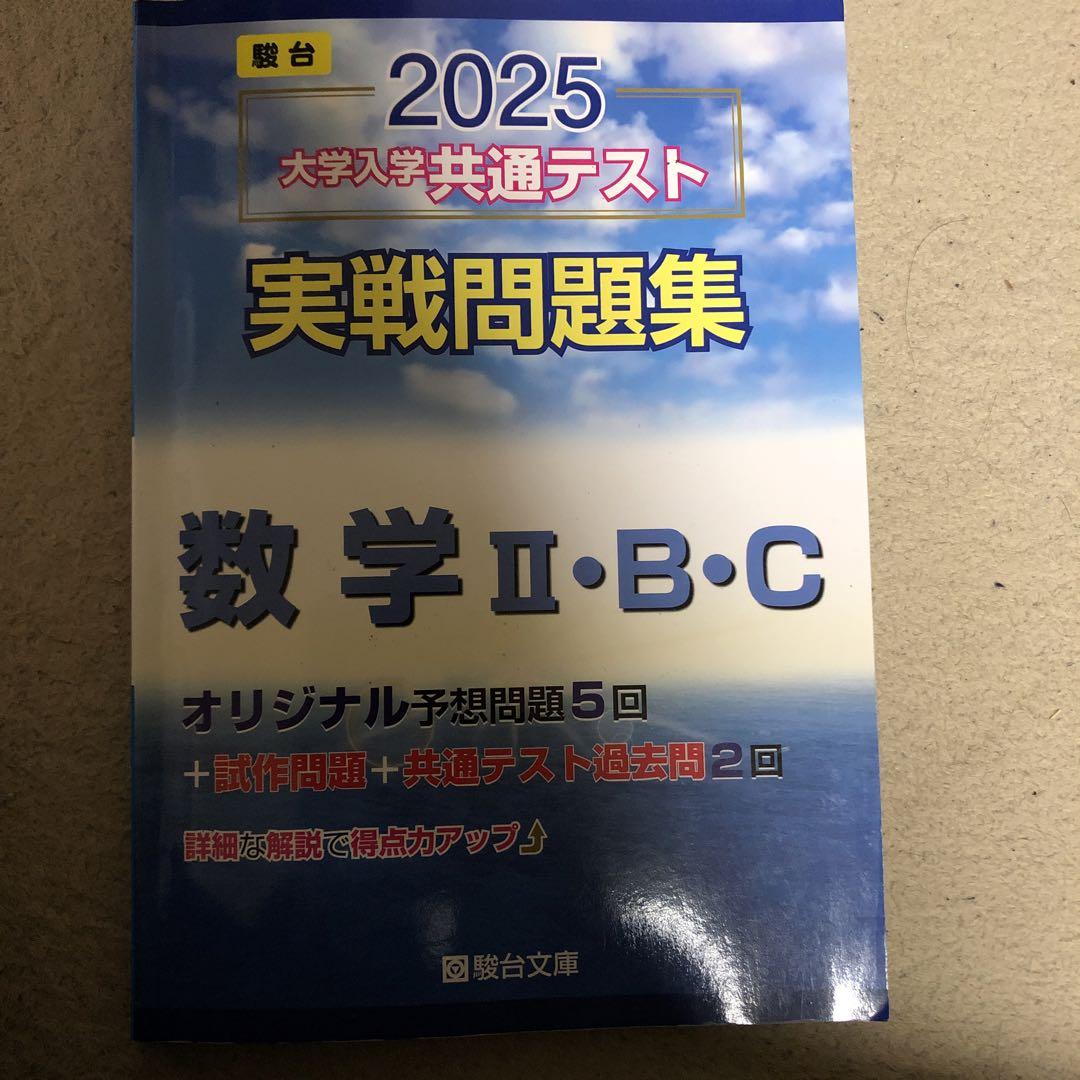 駿台
2025
大学入学共通テスト
実戦問題集
数学Ⅱ・B・C
オリジナル予想問題5回
+試作問題+共通テスト過去問2回
詳細な解説で得点力アップ
駿台文庫